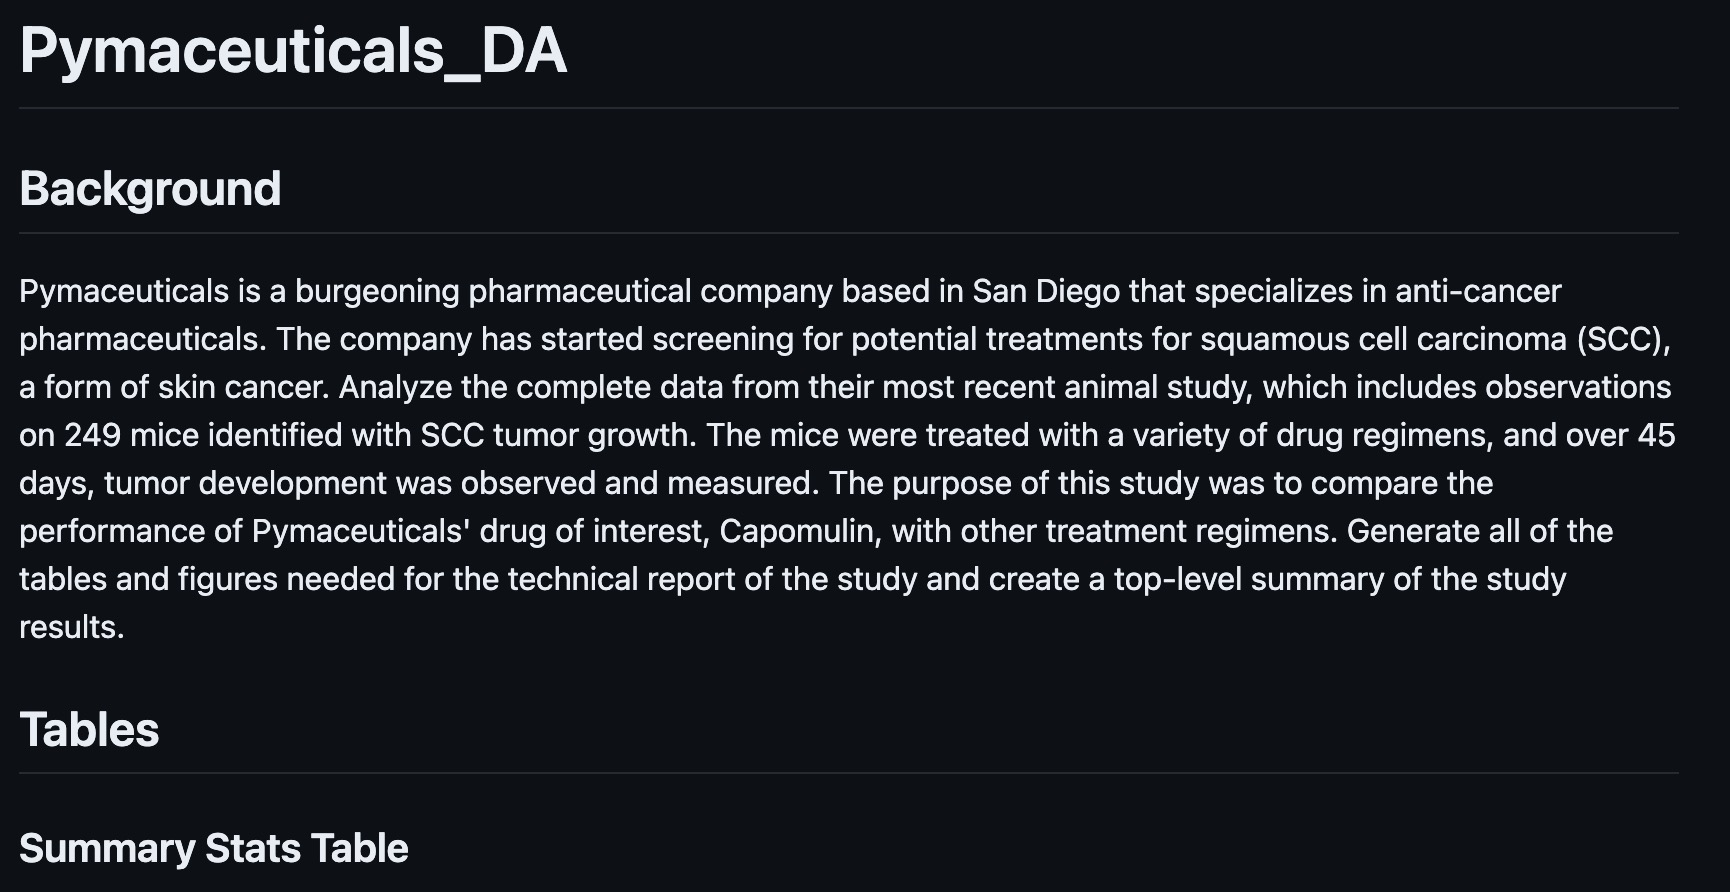 Pymaceuticals_DA
Background
Pymaceuticals is a burgeoning pharmaceutical company based in San Diego that specializes in anti-cancer
pharmaceuticals. The company has started screening for potential treatments for squamous cell carcinoma (SCC),
a form of skin cancer. Analyze the complete data from their most recent animal study, which includes observations
on 249 mice identified with SCC tumor growth. The mice were treated with a variety of drug regimens, and over 45
days, tumor development was observed and measured. The purpose of this study was to compare the
performance of Pymaceuticals' drug of interest, Capomulin, with other treatment regimens. Generate all of the
tables and figures needed for the technical report of the study and create a top-level summary of the study
results.
Tables
Summary Stats Table